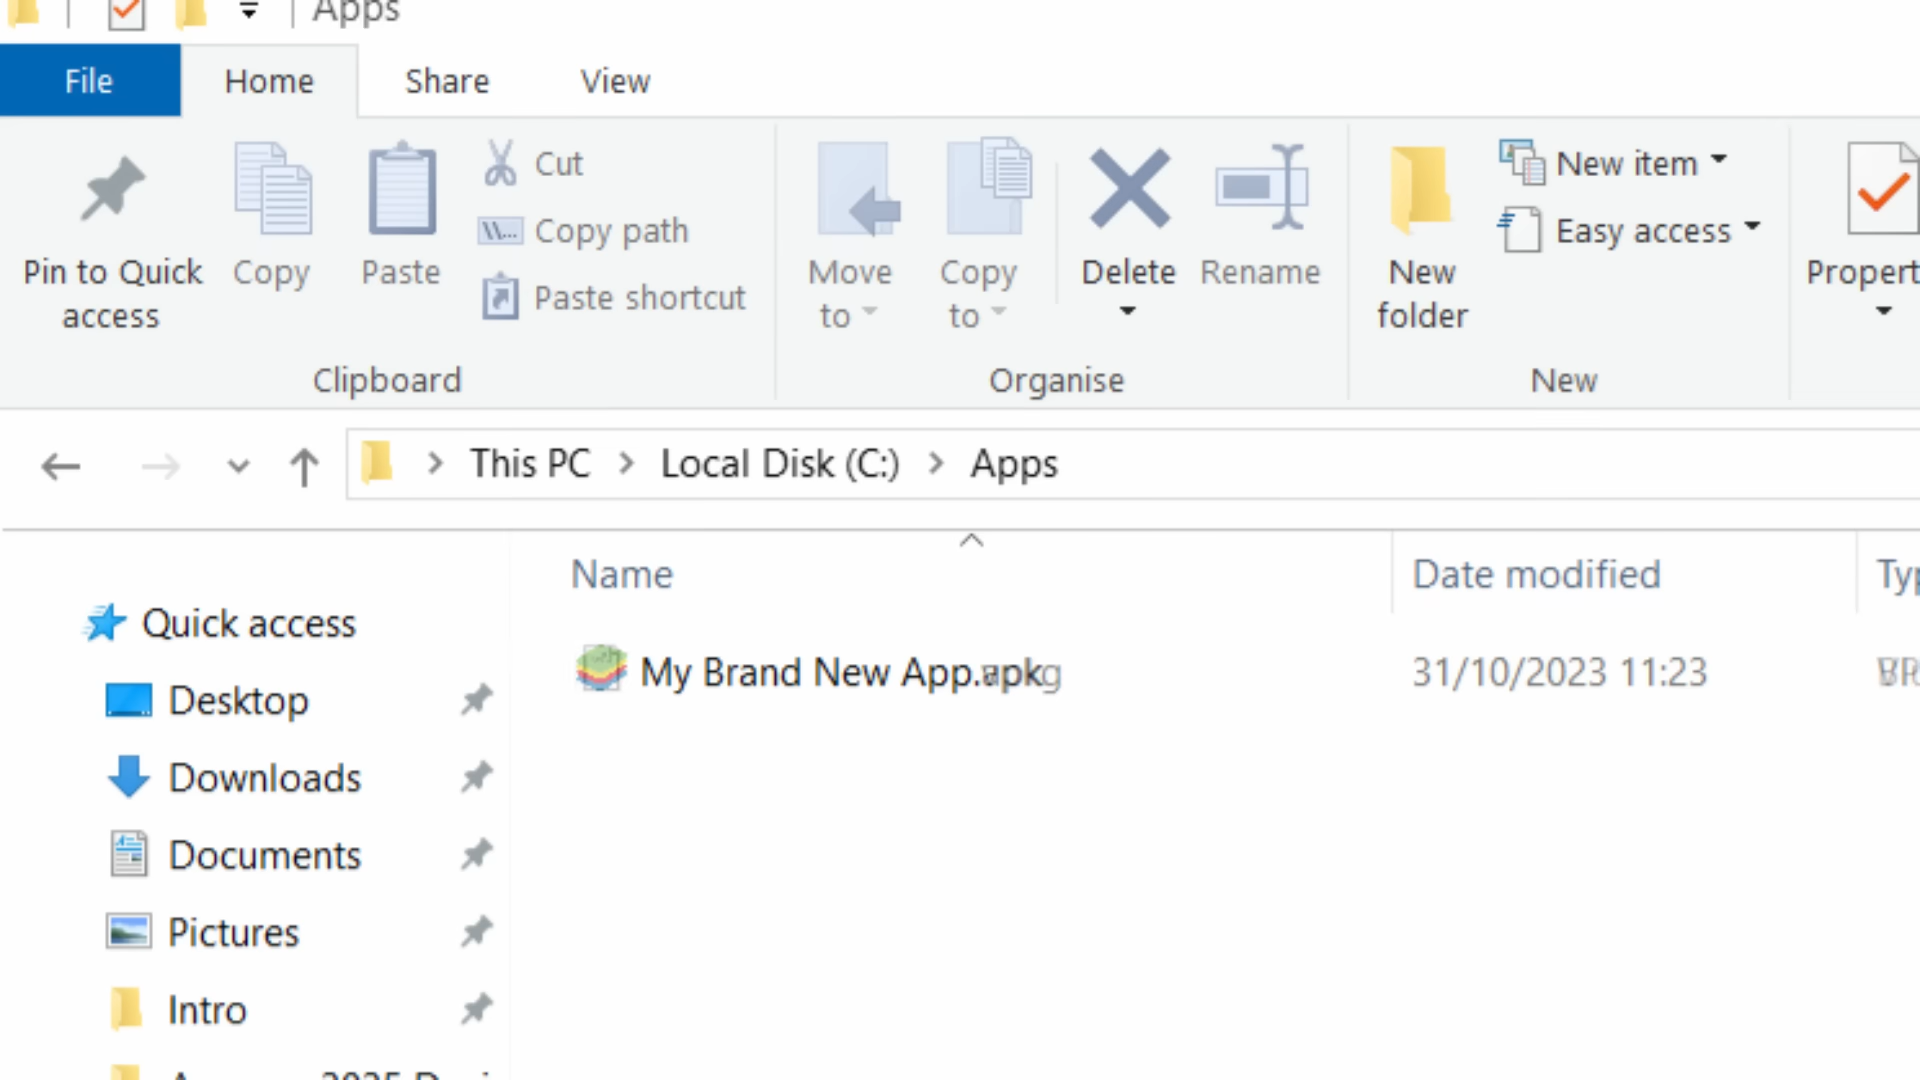 Apps
File Home Share View
Pin to Quick access
Copy
Paste
Cut
Copy path
Paste shortcut
Clipboard
Move to
Copy to
Delete
Rename
Organise
New folder
New item
Easy access
New
Propert
This PC > Local Disk (C:) > Apps
Name Date modified Typ
Quick access
My Brand New App. 31/10/2023 11:23
Desktop
Downloads
Documents
Pictures
Intro